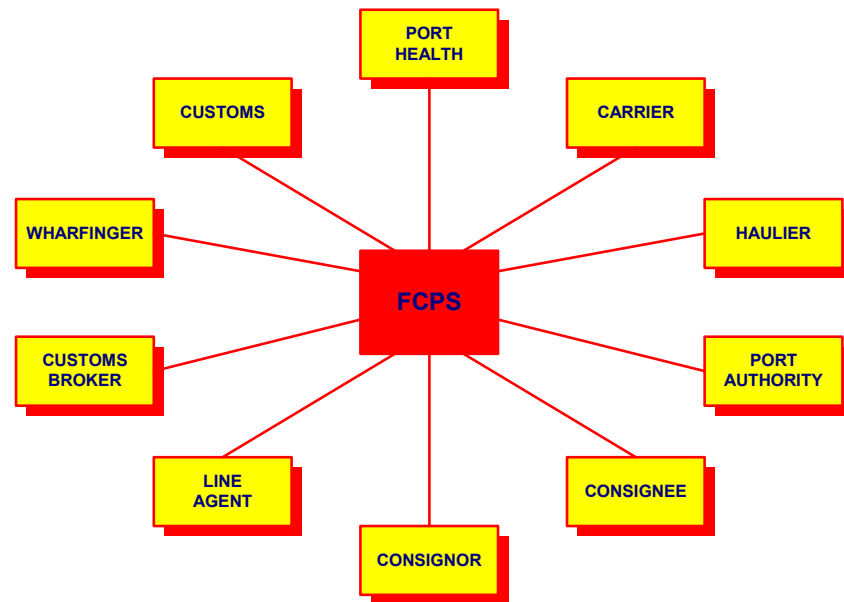 PORT
HEALTH
CUSTOMS
CARRIER
WHARFINGER
HAULIER
FCPS
CUSTOMS
BROKER
PORT
AUTHORITY
LINE
AGENT
CONSIGNEE
CONSIGNOR